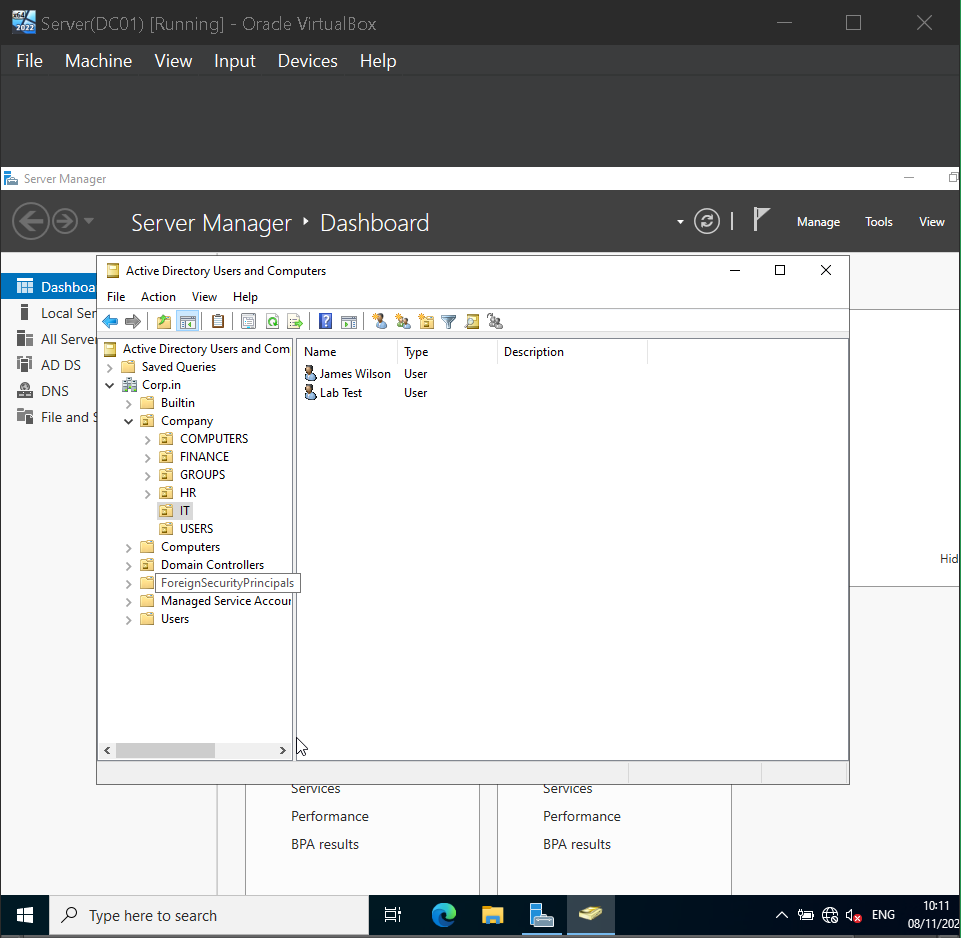 Server(DC01) [Running] - Oracle VirtualBox
File Machine View Input Devices Help
Server Manager
Server Manager Dashboard
Manage Tools View
Dashboa
Local Ser
All Server
AD DS
DNS
File and S
Active Directory Users and Computers
File Action View Help
Active Directory Users and Com
Saved Queries
Corp.in
Builtin
Company
COMPUTERS
FINANCE
GROUPS
HR
IT
USERS
Computers
Domain Controllers
ForeignSecurityPrincipals
Managed Service Accour
Users
Name Type Description
James Wilson User
Lab Test User
Hid
Services
Performance
BPA results
Services
Performance
BPA results
Type here to search
ENG
10:11
08/11/202